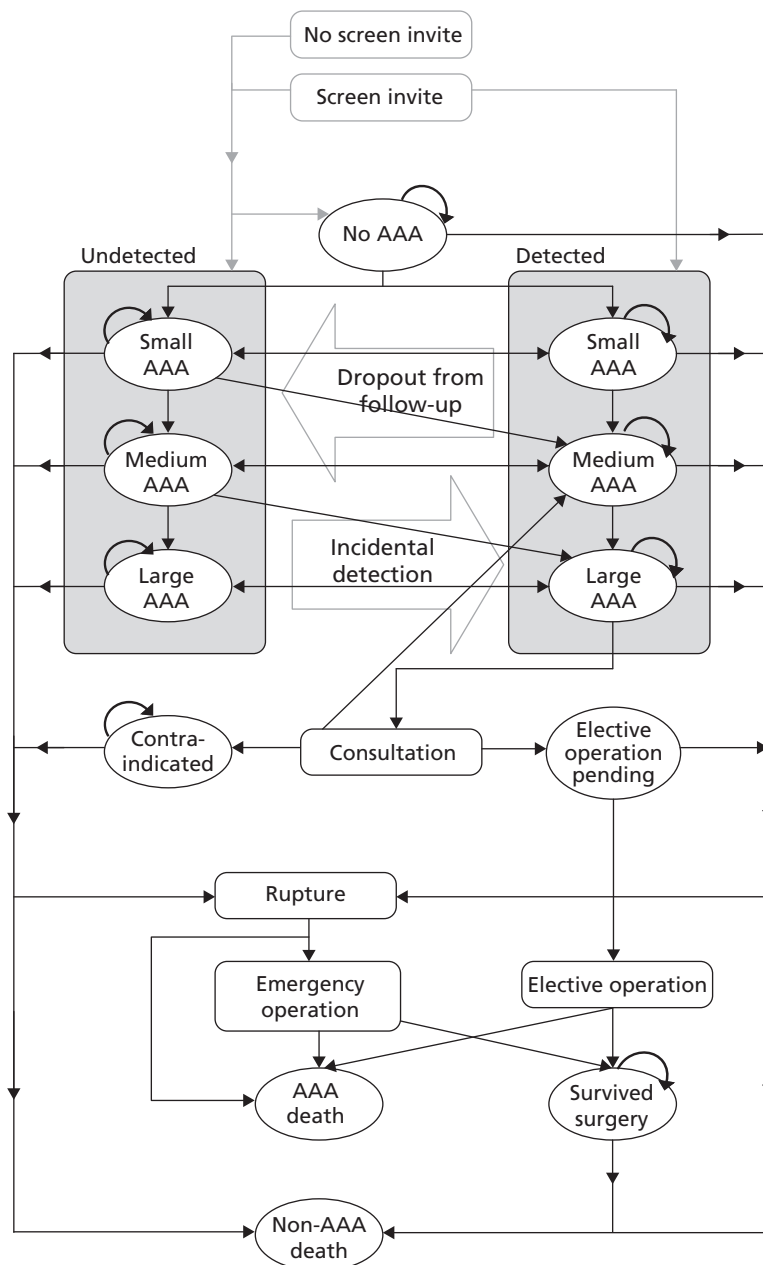 No screen invite
Screen invite
No AAA
Undetected
Detected
Small
AAA
Small
AAA
Dropout from
follow-up
Medium
AAA
Medium
AAA
Incidental
detection
Large
AAA
Large
AAA
Contra-
indicated
Consultation
Elective
operation
pending
Rupture
Emergency
operation
Elective operation
AAA
death
Survived
surgery
Non-AAA
death